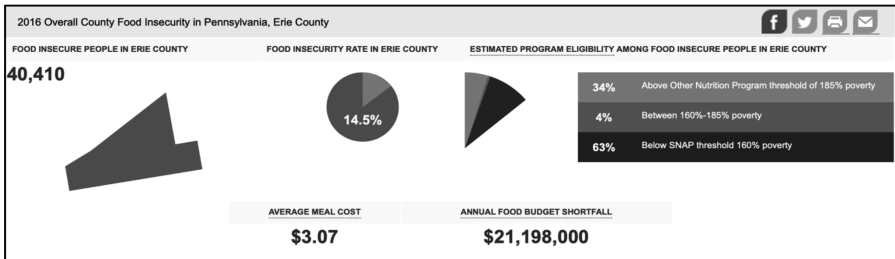 2016 Overall County Food Insecurity in Pennsylvania, Erie County
FOOD INSECURE PEOPLE IN ERIE COUNTY
FOOD INSECURITY RATE IN ERIE COUNTY
ESTIMATED PROGRAM ELIGIBILITY AMONG FOOD INSECURE PEOPLE IN ERIE COUNTY
40,410
14.5%
34% Above Other Nutrition Program threshold of 185% poverty
4% Between 160%-185% poverty
63% Below SNAP threshold 160% poverty
AVERAGE MEAL COST
ANNUAL FOOD BUDGET SHORTFALL
$3.07
$21,198,000